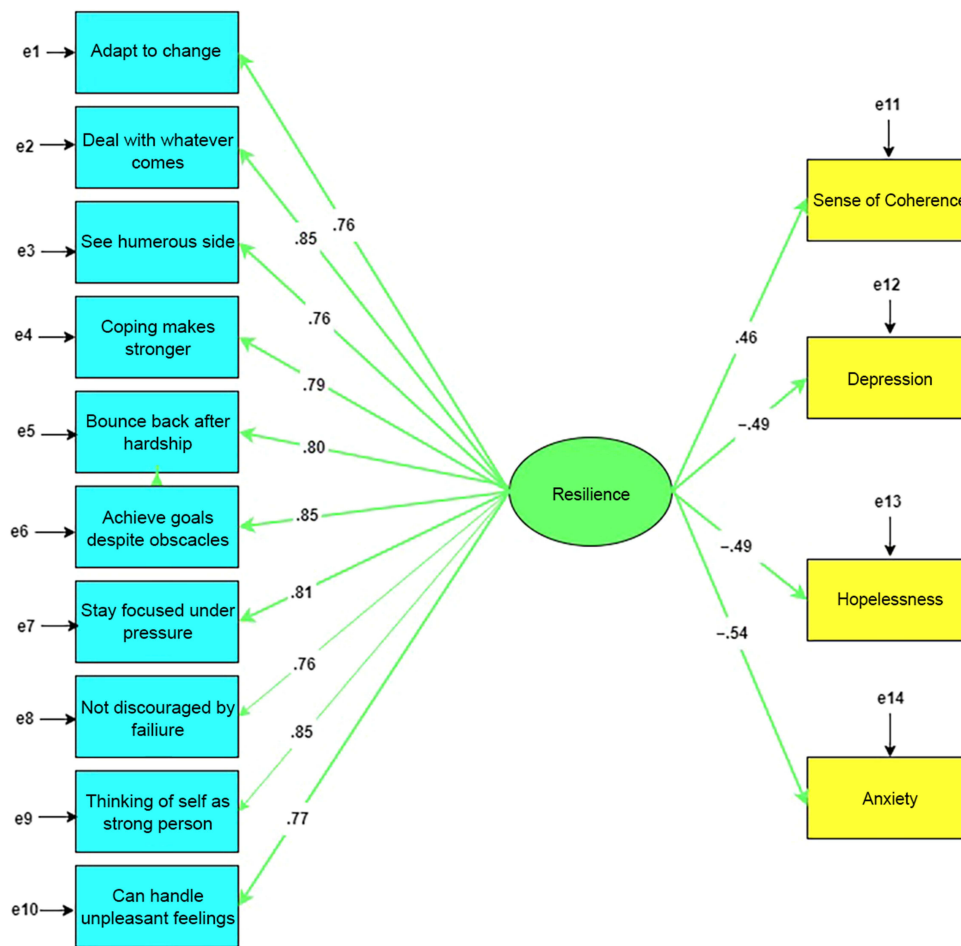 e1
Adapt to change
e2
Deal with whatever
comes
e3
See humerous side
e4
Coping makes
stronger
e5
Bounce back after
hardship
e6
Achieve goals
despite obscacles
e7
Stay focused under
pressure
e8
Not discouraged by
failiure
e9
Thinking of self as
strong person
e10
Can handle
unpleasant feelings
.76
.85
.76
.79
.80
.85
.81
.76
.85
.77
Resilience
.46
–.49
–.49
–.54
e11
Sense of Coherence
e12
Depression
e13
Hopelessness
e14
Anxiety